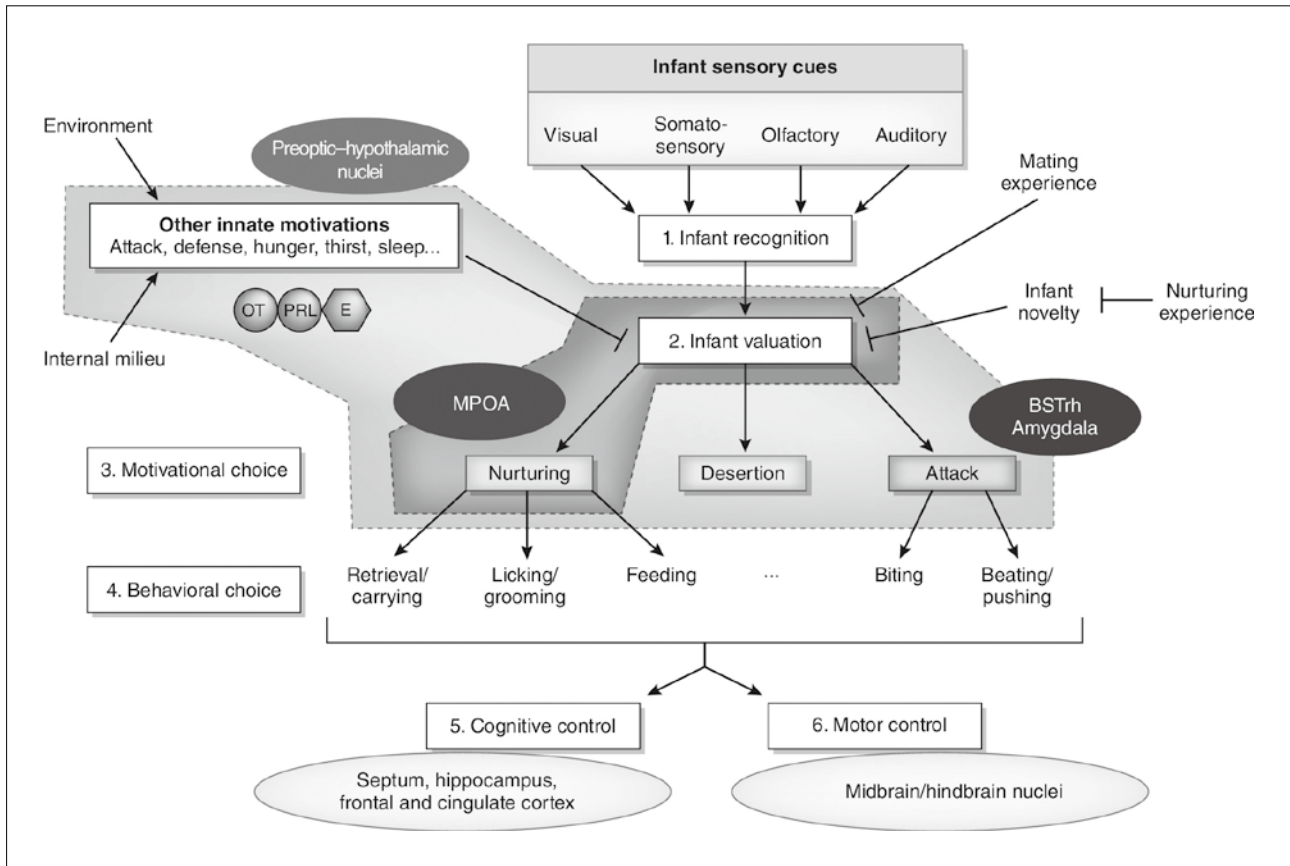 Infant sensory cues
Visual
Somato-
sensory
Olfactory
Auditory
Environment
Preoptic–hypothalamic
nuclei
Mating
experience
Other innate motivations
Attack, defense, hunger, thirst, sleep...
1. Infant recognition
OT
PRL
E
Infant
novelty
Nurturing
experience
Internal milieu
2. Infant valuation
MPOA
BSTrh
Amygdala
3. Motivational choice
Nurturing
Desertion
Attack
4. Behavioral choice
Retrieval/
carrying
Licking/
grooming
Feeding
...
Biting
Beating/
pushing
5. Cognitive control
6. Motor control
Septum, hippocampus,
frontal and cingulate cortex
Midbrain/hindbrain nuclei